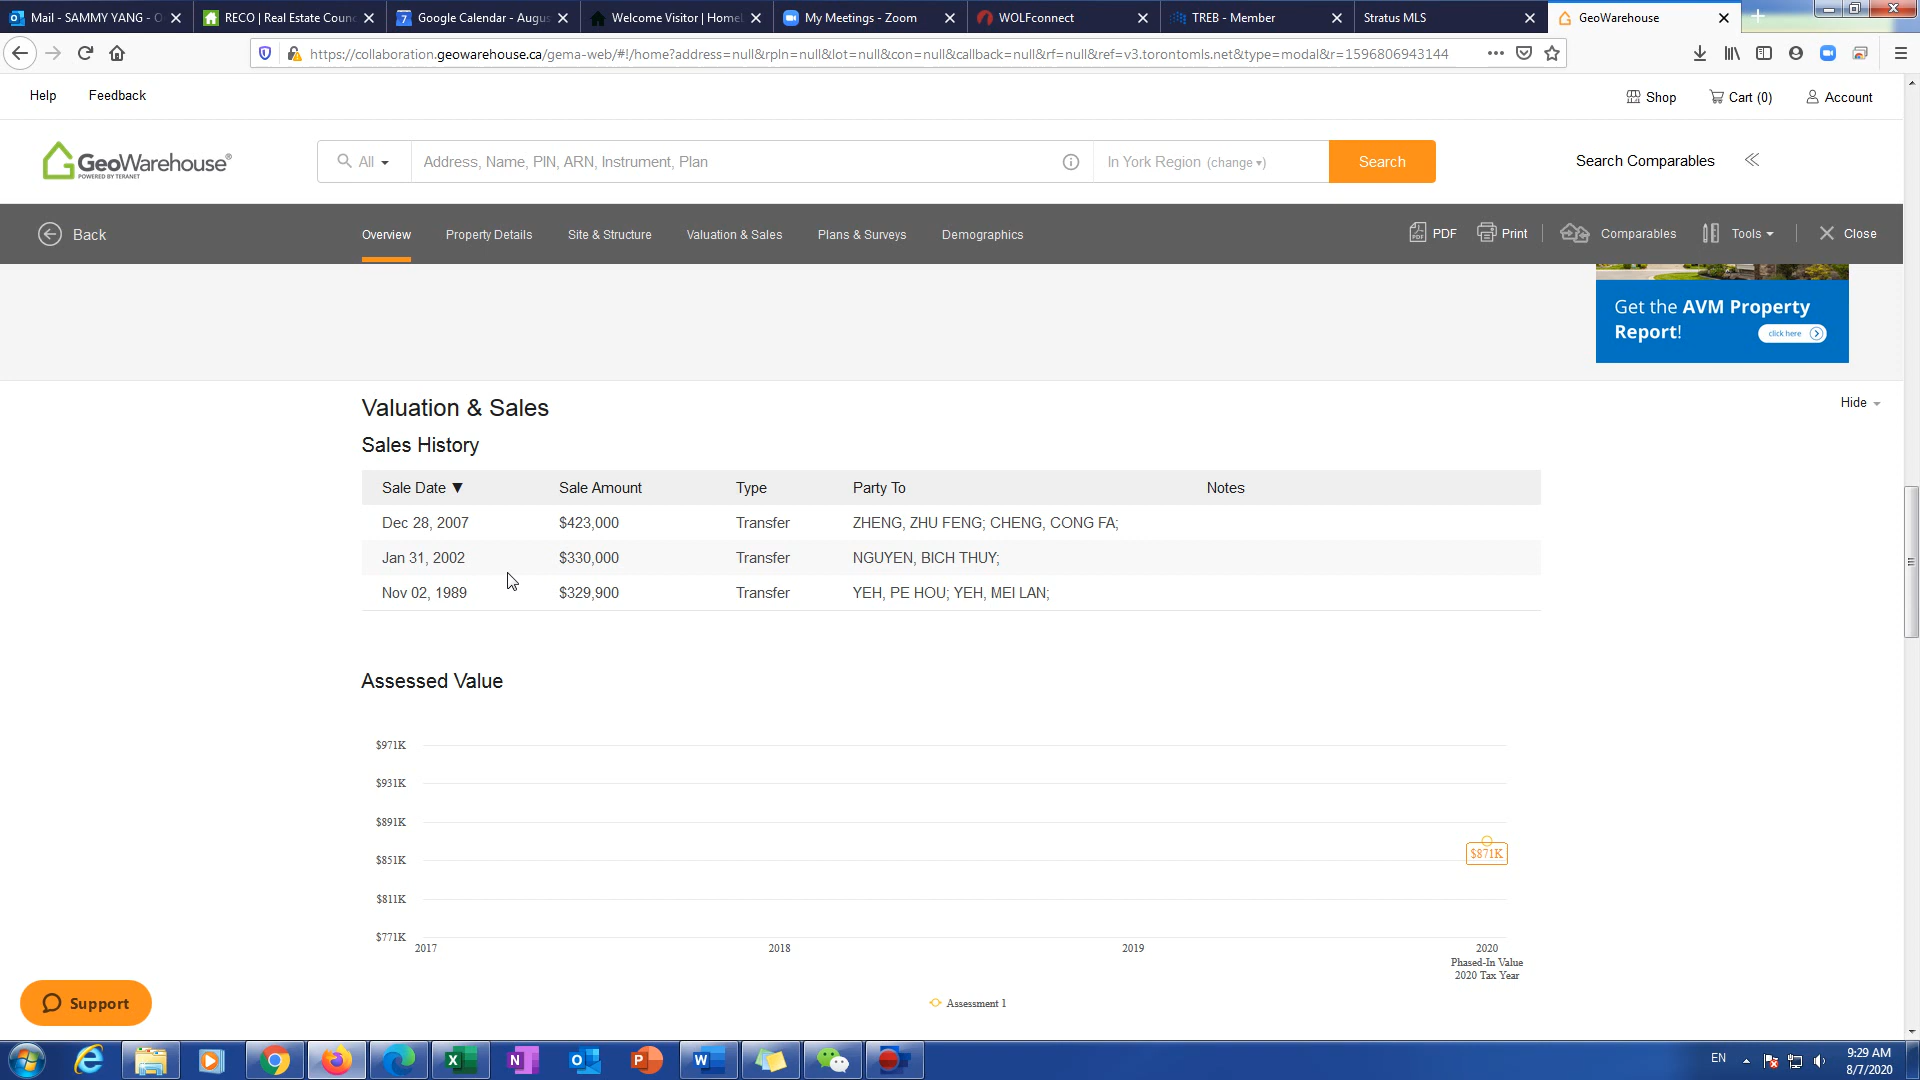 Mail - SAMMY YANG - O
RECO | Real Estate Counc
Google Calendar - Augus
Welcome Visitor | Homel
My Meetings - Zoom
WOLFconnect
TREB - Member
Stratus MLS
GeoWarehouse
https://collaboration.geowarehouse.ca/gema-web/#!/home?address=null&rpln=null&lot=null&con=null&callback=null&rf=null&ref=v3.torontomls.net&type=modal&r=1596806943144
Help Feedback
Shop Cart (0) Account
GeoWarehouse
POWERED BY TERANET
All
Address, Name, PIN, ARN, Instrument, Plan
In York Region (change ▾)
Search
Search Comparables
Back
Overview Property Details Site & Structure Valuation & Sales Plans & Surveys Demographics
PDF Print Comparables Tools Close
Get the AVM Property
Report!
click here
Valuation & Sales
Hide
Sales History
Sale Date ▼ Sale Amount Type Party To Notes
Dec 28, 2007 $423,000 Transfer ZHENG, ZHU FENG; CHENG, CONG FA;
Jan 31, 2002 $330,000 Transfer NGUYEN, BICH THUY;
Nov 02, 1989 $329,900 Transfer YEH, PE HOU; YEH, MEI LAN;
Assessed Value
$971K
$931K
$891K
$851K
$811K
$771K
$871K
2017 2018 2019 2020
Phased-In Value
2020 Tax Year
Assessment 1
Support
EN
9:29 AM
8/7/2020